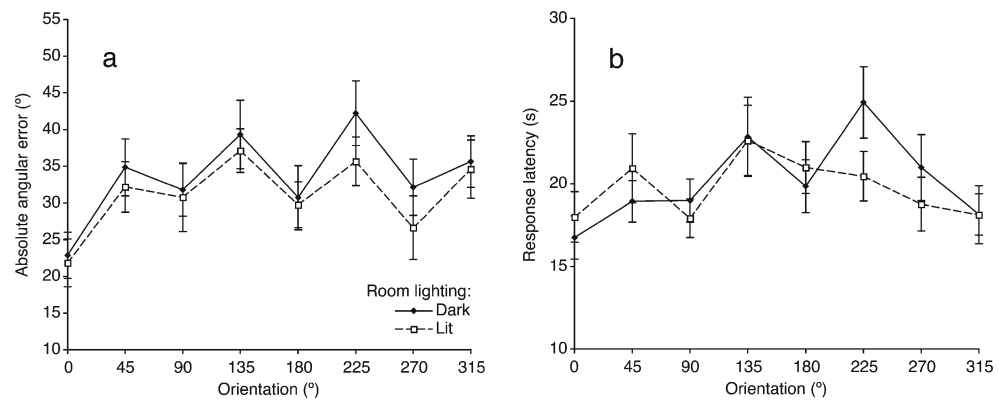 a
Absolute angular error (º)
55
50
45
40
35
30
25
20
15
10
0 45 90 135 180 225 270 315
Orientation (º)
Room lighting:
Dark
Lit
b
Response latency (s)
30
25
20
15
10
0 45 90 135 180 225 270 315
Orientation (º)